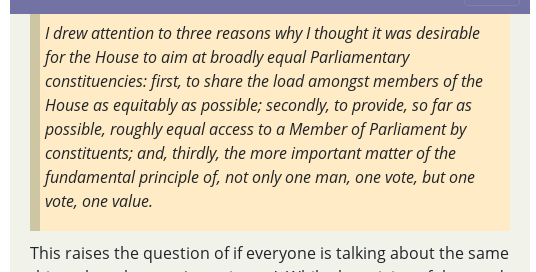 I drew attention to three reasons why I thought it was desirable
for the House to aim at broadly equal Parliamentary
constituencies: first, to share the load amongst members of the
House as equitably as possible; secondly, to provide, so far as
possible, roughly equal access to a Member of Parliament by
constituents; and, thirdly, the more important matter of the
fundamental principle of, not only one man, one vote, but one
vote, one value.
This raises the question of if everyone is talking about the same